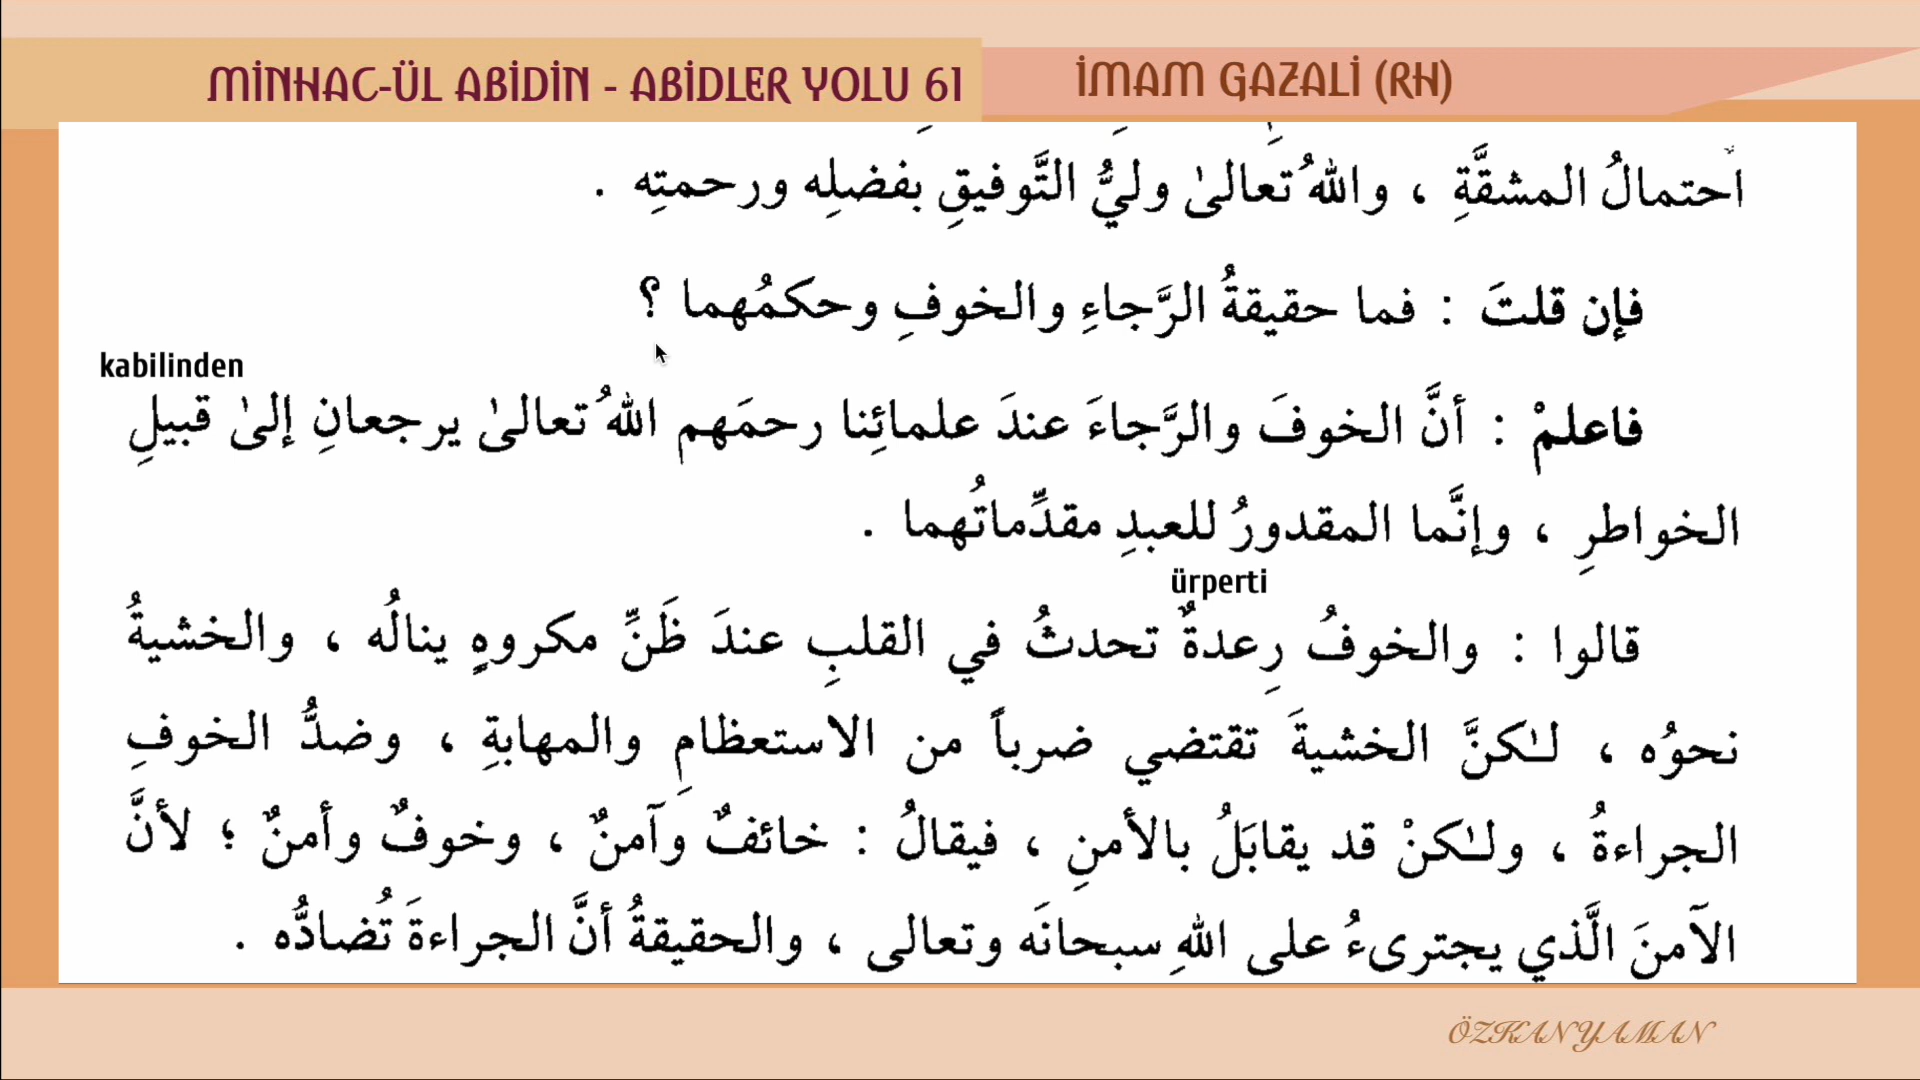 MİNHAC-ÜL ABİDİN - ABİDLER YOLU 61
İMAM GAZALİ (RH)
احتمالُ المشقَّةِ ، واللهُ تعالىٰ وليُّ التَّوفيقِ بفضلِه ورحمتِه .
فإن قلتَ : فما حقيقةُ الرَّجاءِ والخوفِ وحكمُهما ؟
kabilinden
فاعلمْ : أنَّ الخوفَ والرَّجاءَ عندَ علمائِنا رحمَهم اللهُ تعالىٰ يرجعانِ إلىٰ قبيلِ
الخواطرِ ، وإنَّما المقدورُ للعبدِ مقدِّماتُهما .
ürperti
قالوا : والخوفُ رِعدةٌ تحدثُ في القلبِ عندَ ظَنِّ مكروهٍ ينالُه ، والخشيةُ
نحوُه ، لـٰكنَّ الخشيةَ تقتضي ضرباً من الاستعظامِ والمهابةِ ، وضدُّ الخوفِ
الجراءةُ ، ولـٰكنْ قد يقابَلُ بالأمنِ ، فيقالُ : خائفٌ وآمنٌ ، وخوفٌ وأمنٌ ؛ لأنَّ
الآمنَ الَّذي يجترىءُ على اللهِ سبحانَه وتعالى ، والحقيقةُ أنَّ الجراءةَ تُضادُّه .
ÖZKAN YAMAN